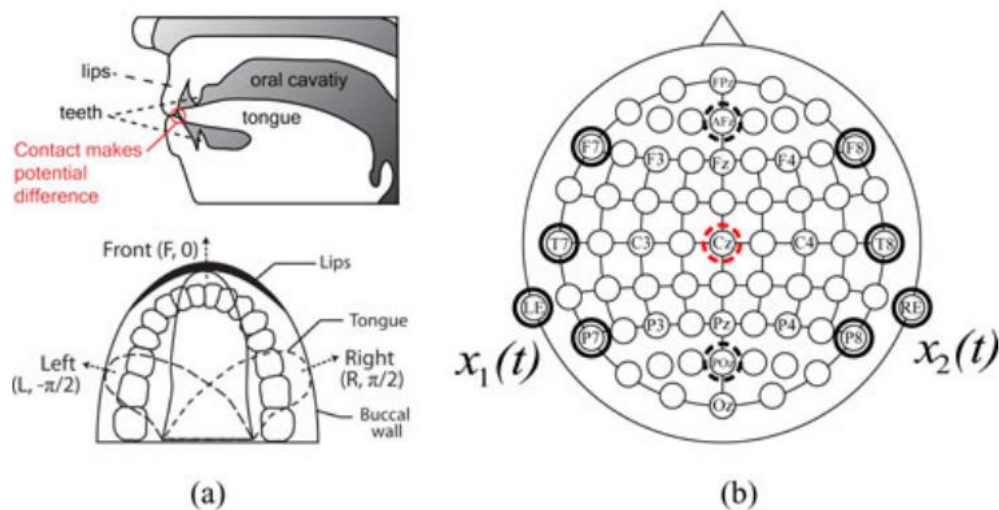 lips
oral cavatiy
teeth
tongue
Contact makes
potential
difference
Front (F, 0)
Lips
Tongue
Left
(L, -π/2)
Right
(R, π/2)
Buccal
wall
(a)
FPz
AFz
F7
F3
Fz
F4
F8
T7
C3
Cz
C4
T8
LE
RE
P7
P3
Pz
P4
P8
x₁(t)
x₂(t)
POz
Oz
(b)